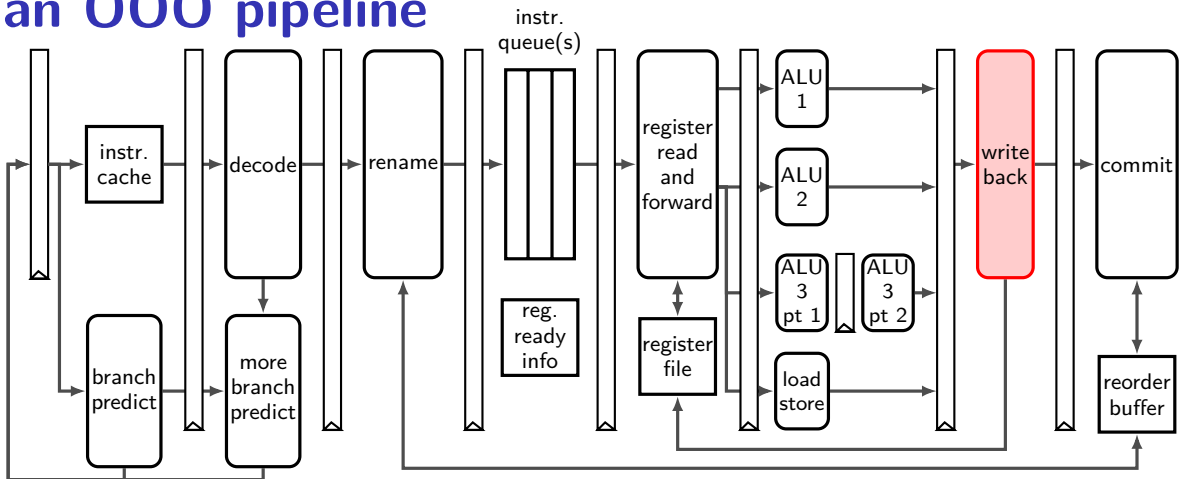 an OOO pipeline
instr.
queue(s)
instr.
cache
decode
rename
register
read
and
forward
ALU
1
ALU
2
ALU
3
pt 1
ALU
3
pt 2
load
store
write
back
commit
branch
predict
more
branch
predict
reg.
ready
info
register
file
reorder
buffer